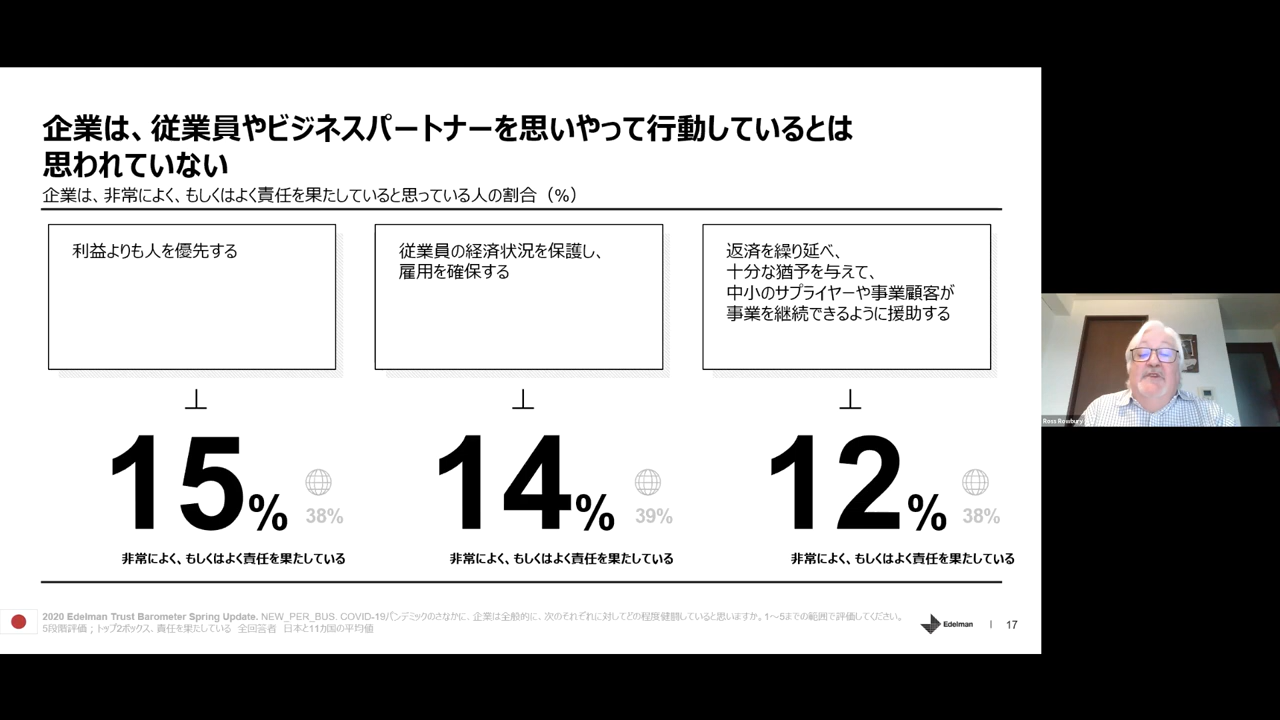 企業は、従業員やビジネスパートナーを思いやって行動しているとは
思われていない
企業は、非常によく、もしくはよく責任を果たしていると思っている人の割合（％）
利益よりも人を優先する
従業員の経済状況を保護し、
雇用を確保する
返済を繰り延べ、
十分な猶予を与えて、
中小のサプライヤーや事業顧客が
事業を継続できるように援助する
15%
38%
非常によく、もしくはよく責任を果たしている
14%
39%
非常によく、もしくはよく責任を果たしている
12%
38%
非常によく、もしくはよく責任を果たしている
2020 Edelman Trust Barometer Spring Update. NEW_PER_BUS. COVID-19パンデミックのさなかに、企業は全般的に、次のそれぞれに対してどの程度健闘していると思いますか。1～5までの範囲で評価してください。
5段階評価；トップ2ボックス、責任を果たしている 全回答者 日本と11カ国の平均値
Edelman
17
Ross Rowbury